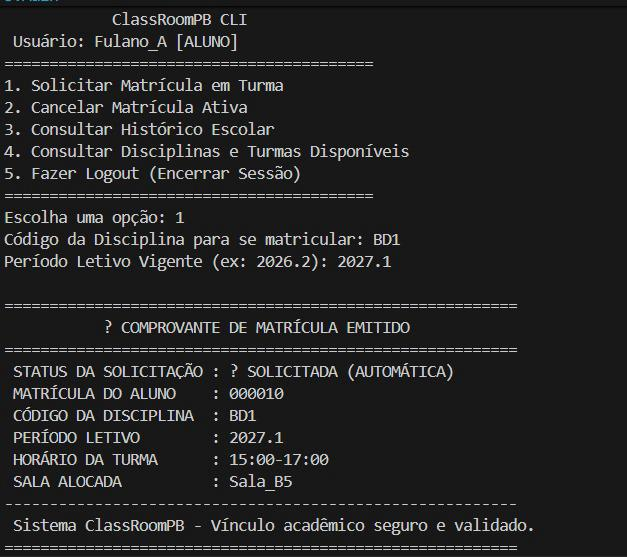 ClassRoomPB CLI
Usuário: Fulano_A [ALUNO]
=========================================
1. Solicitar Matrícula em Turma
2. Cancelar Matrícula Ativa
3. Consultar Histórico Escolar
4. Consultar Disciplinas e Turmas Disponíveis
5. Fazer Logout (Encerrar Sessão)
=========================================
Escolha uma opção: 1
Código da Disciplina para se matricular: BD1
Período Letivo Vigente (ex: 2026.2): 2027.1
=========================================================
? COMPROVANTE DE MATRÍCULA EMITIDO
=========================================================
STATUS DA SOLICITAÇÃO : ? SOLICITADA (AUTOMÁTICA)
MATRÍCULA DO ALUNO : 000010
CÓDIGO DA DISCIPLINA : BD1
PERÍODO LETIVO : 2027.1
HORÁRIO DA TURMA : 15:00-17:00
SALA ALOCADA : Sala_B5
---------------------------------------------------------
Sistema ClassRoomPB - Vínculo acadêmico seguro e validado.
=========================================================